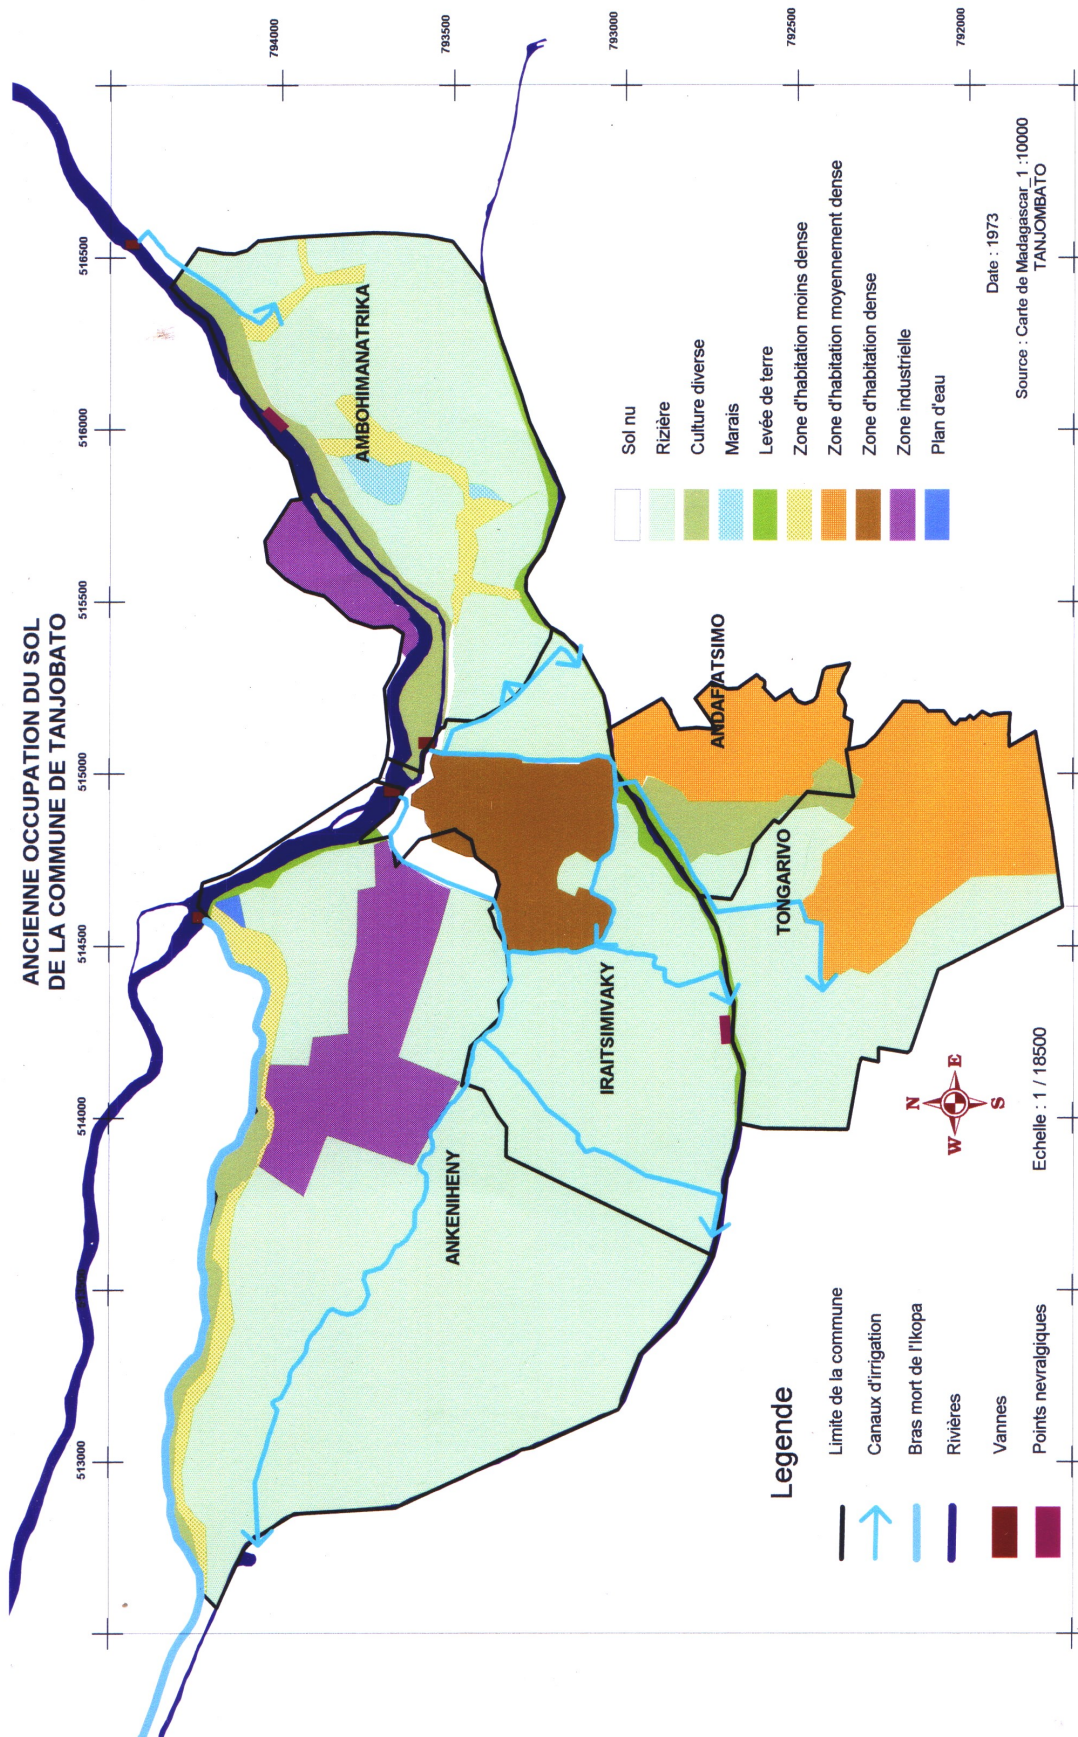 ANCIENNE OCCUPATION DU SOL
DE LA COMMUNE DE TANJOBATO
513000
514000
514500
515000
515500
516000
516500
794000
793500
793000
792500
792000
AMBOHIMANATRIKA
ANKENIHENY
IRAITSIMIVAKY
TONGARIVO
ANDAFIATSIMO
Sol nu
Rizière
Culture diverse
Marais
Levée de terre
Zone d'habitation moins dense
Zone d'habitation moyennement dense
Zone d'habitation dense
Zone industrielle
Plan d'eau
Legende
Limite de la commune
Canaux d'irrigation
Bras mort de l'Ikopa
Rivières
Vannes
Points nevralgiques
N
W
E
S
Echelle : 1 / 18500
Date : 1973
Source : Carte de Madagascar_1 :10000
TANJOMBATO